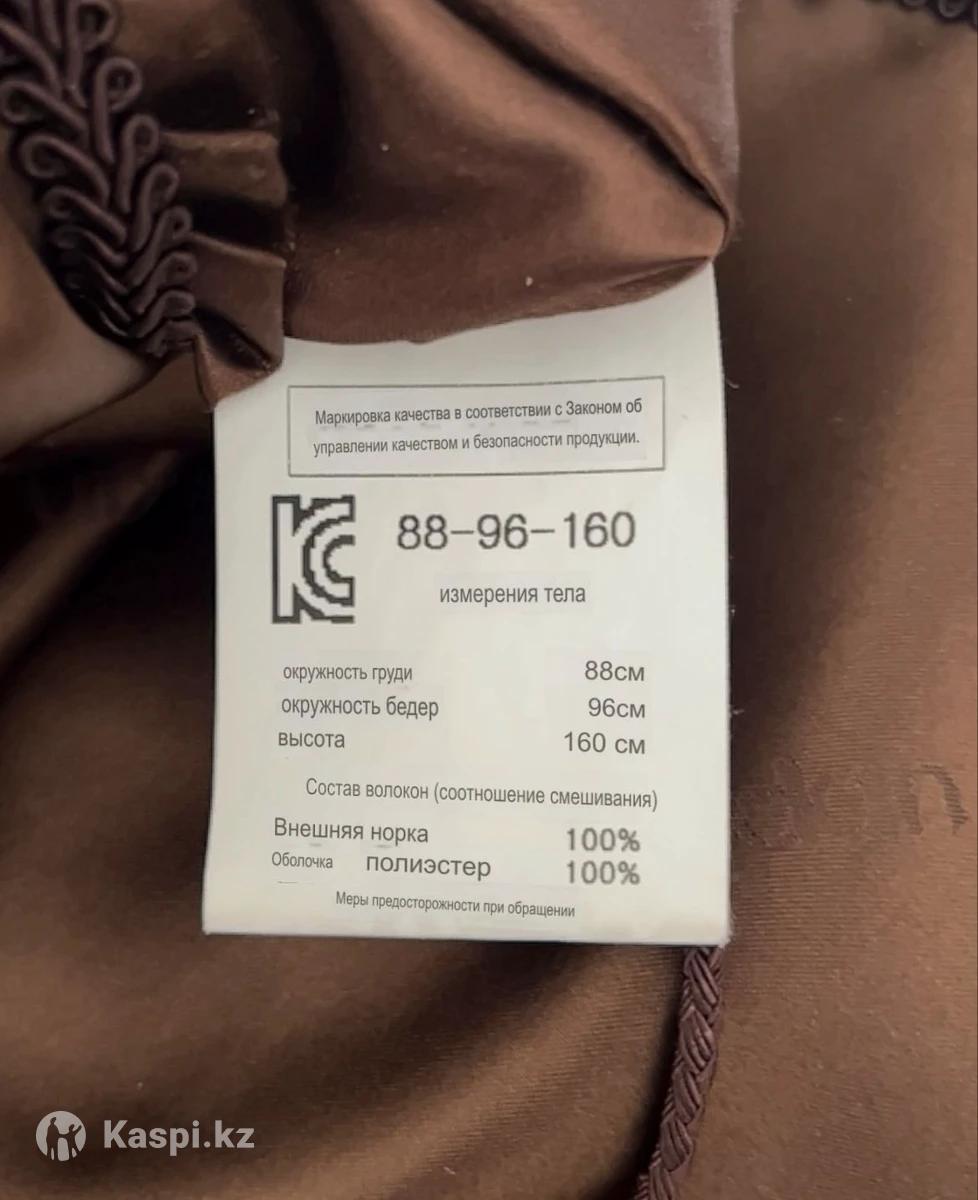 Маркировка качества в соответствии с Законом об
управлении качеством и безопасности продукции.
KC
88-96-160
измерения тела
окружность груди 88см
окружность бедер 96см
высота 160 см
Состав волокон (соотношение смешивания)
Внешняя норка 100%
Оболочка полиэстер 100%
Меры предосторожности при обращении
Kaspi.kz